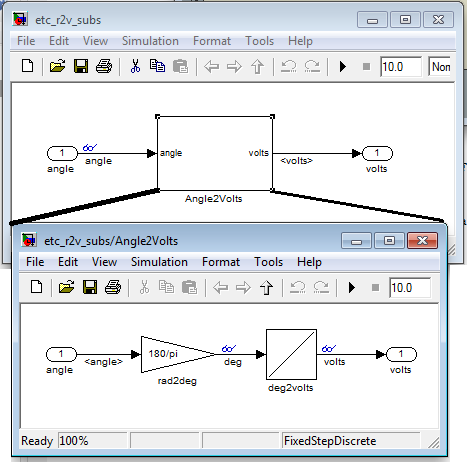 etc_r2v_subs
File Edit View Simulation Format Tools Help
10.0 Non
1 angle volts 1
angle <volts>
angle volts
Angle2Volts
etc_r2v_subs/Angle2Volts
File Edit View Simulation Format Tools Help
10.0
1 180/pi 1
<angle> deg volts
angle volts
rad2deg
deg2volts
Ready 100% FixedStepDiscrete